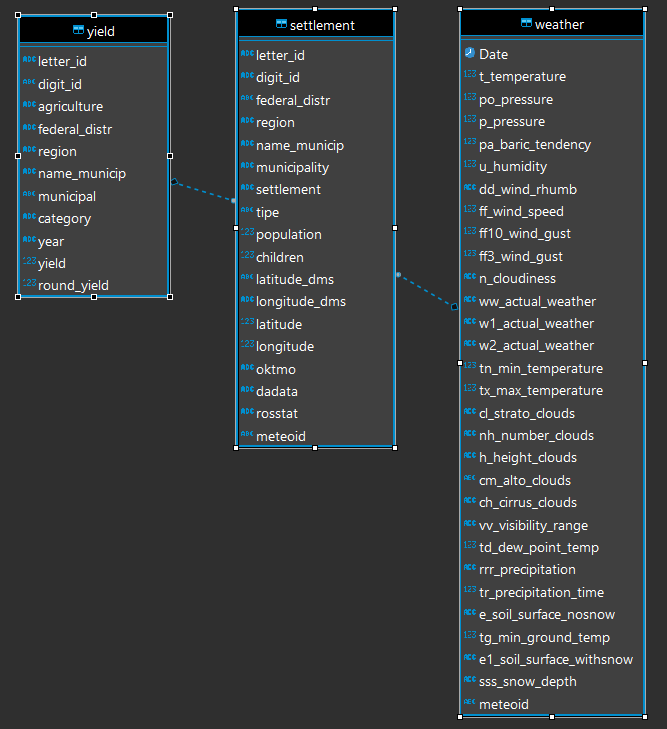 yield
letter_id
digit_id
agriculture
federal_distr
region
name_municip
municipal
category
year
yield
round_yield
settlement
letter_id
digit_id
federal_distr
region
name_municip
municipality
settlement
tipe
population
children
latitude_dms
longitude_dms
latitude
longitude
oktmo
dadata
rosstat
meteoid
weather
Date
t_temperature
po_pressure
p_pressure
pa_baric_tendency
u_humidity
dd_wind_rhumb
ff_wind_speed
ff10_wind_gust
ff3_wind_gust
n_cloudiness
ww_actual_weather
w1_actual_weather
w2_actual_weather
tn_min_temperature
tx_max_temperature
cl_strato_clouds
nh_number_clouds
h_height_clouds
cm_alto_clouds
ch_cirrus_clouds
vv_visibility_range
td_dew_point_temp
rrr_precipitation
tr_precipitation_time
e_soil_surface_nosnow
tg_min_ground_temp
e1_soil_surface_withsnow
sss_snow_depth
meteoid